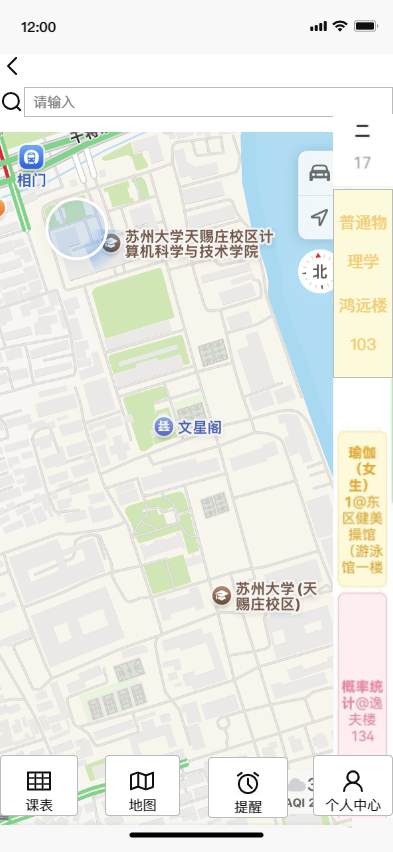 12:00
请输入
二
17
相门
苏州大学天赐庄校区计
算机科学与技术学院
北
普通物
理学
鸿远楼
103
文星阁
瑜伽
（女
生）
1@东
区健美
操馆
（游泳
馆一楼
苏州大学(天
赐庄校区)
概率统
计@逸
夫楼
134
课表
地图
提醒
AQI 2
个人中心